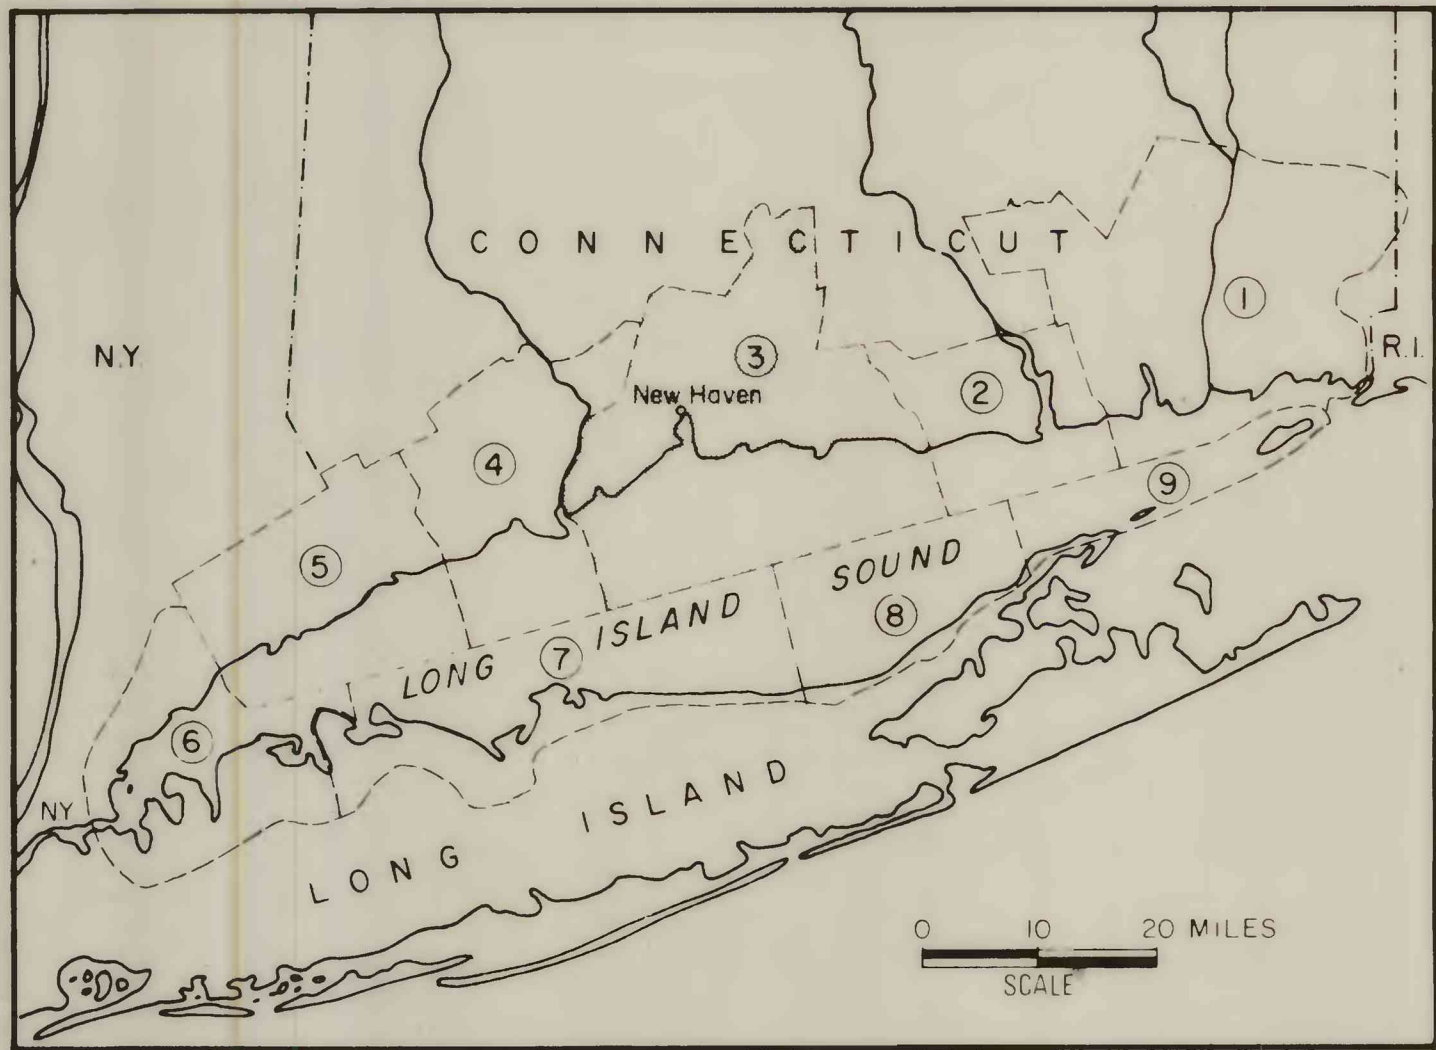 CONNECTICUT
1
N.Y
3
R.I.
2
New Haven
4
9
5
SOUND
8
ISLAND
7
LONG
6
NY
ISLAND
LONG
0 10 20 MILES
SCALE